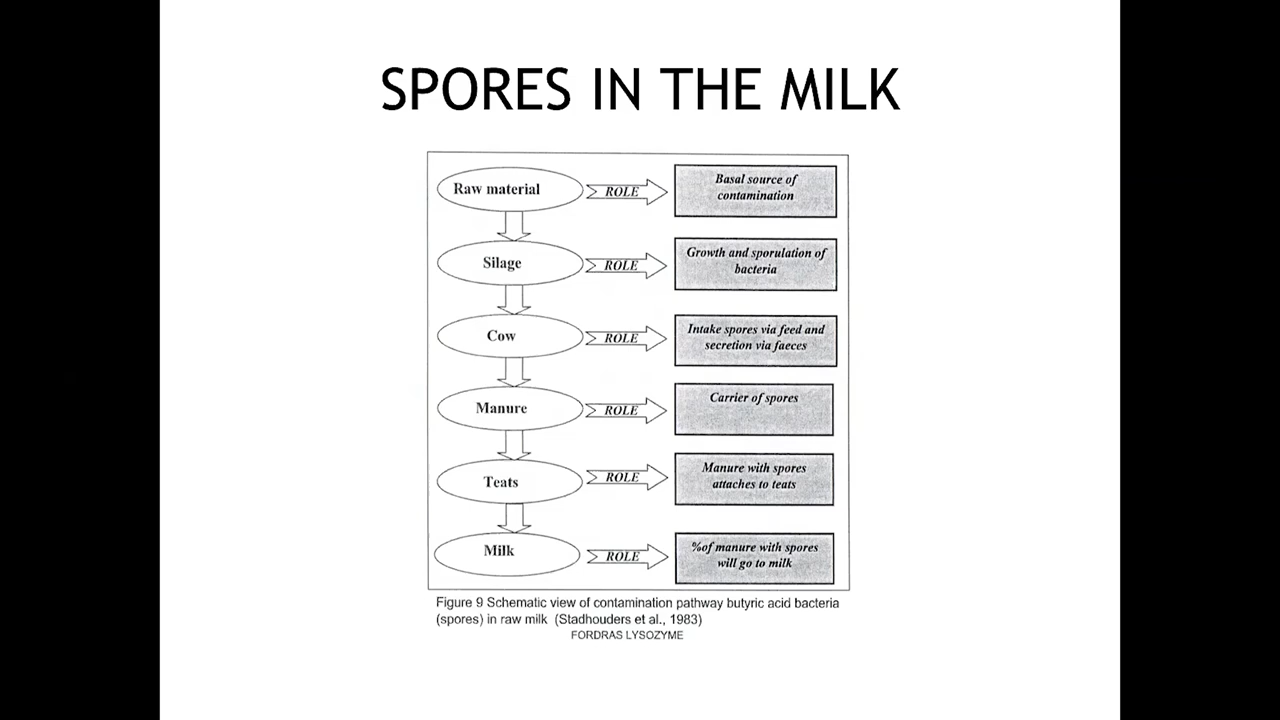 SPORES IN THE MILK
Raw material
ROLE
Basal source of
contamination
Silage
ROLE
Growth and sporulation of
bacteria
Cow
ROLE
Intake spores via feed and
secretion via faeces
Manure
ROLE
Carrier of spores
Teats
ROLE
Manure with spores
attaches to teats
Milk
ROLE
%of manure with spores
will go to milk
Figure 9 Schematic view of contamination pathway butyric acid bacteria
(spores) in raw milk (Stadhouders et al., 1983)
FORDRAS LYSOZYME